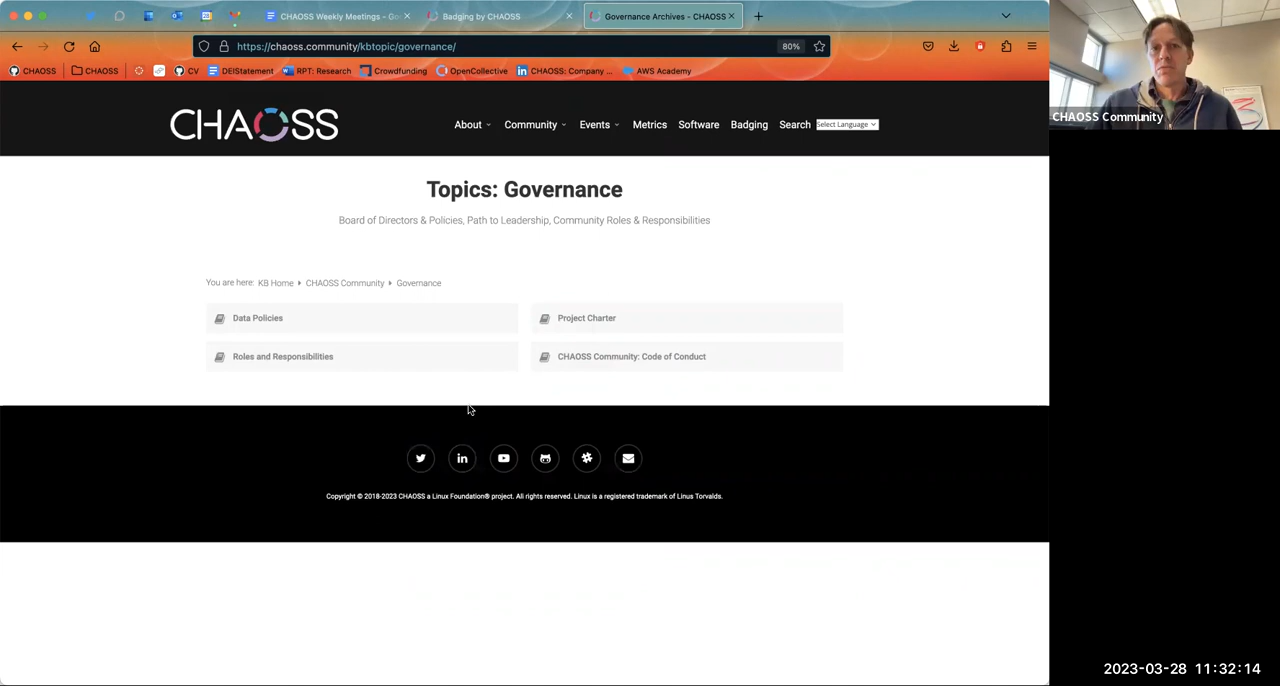 CHAOSS Weekly Meetings - Go
Badging by CHAOSS
Governance Archives - CHAOSS
https://chaoss.community/kbtopic/governance/
80%
CHAOSS
CHAOSS
CV
DEIStatement
RPT: Research
Crowdfunding
OpenCollective
CHAOSS: Company ...
AWS Academy
CHAOSS
About
Community
Events
Metrics
Software
Badging
Search
Select Language
CHAOSS Community
Topics: Governance
Board of Directors & Policies, Path to Leadership, Community Roles & Responsibilities
You are here: KB Home CHAOSS Community Governance
Data Policies
Project Charter
Roles and Responsibilities
CHAOSS Community: Code of Conduct
Copyright © 2018-2023 CHAOSS a Linux Foundation® project. All rights reserved. Linux is a registered trademark of Linus Torvalds.
2023-03-28 11:32:14